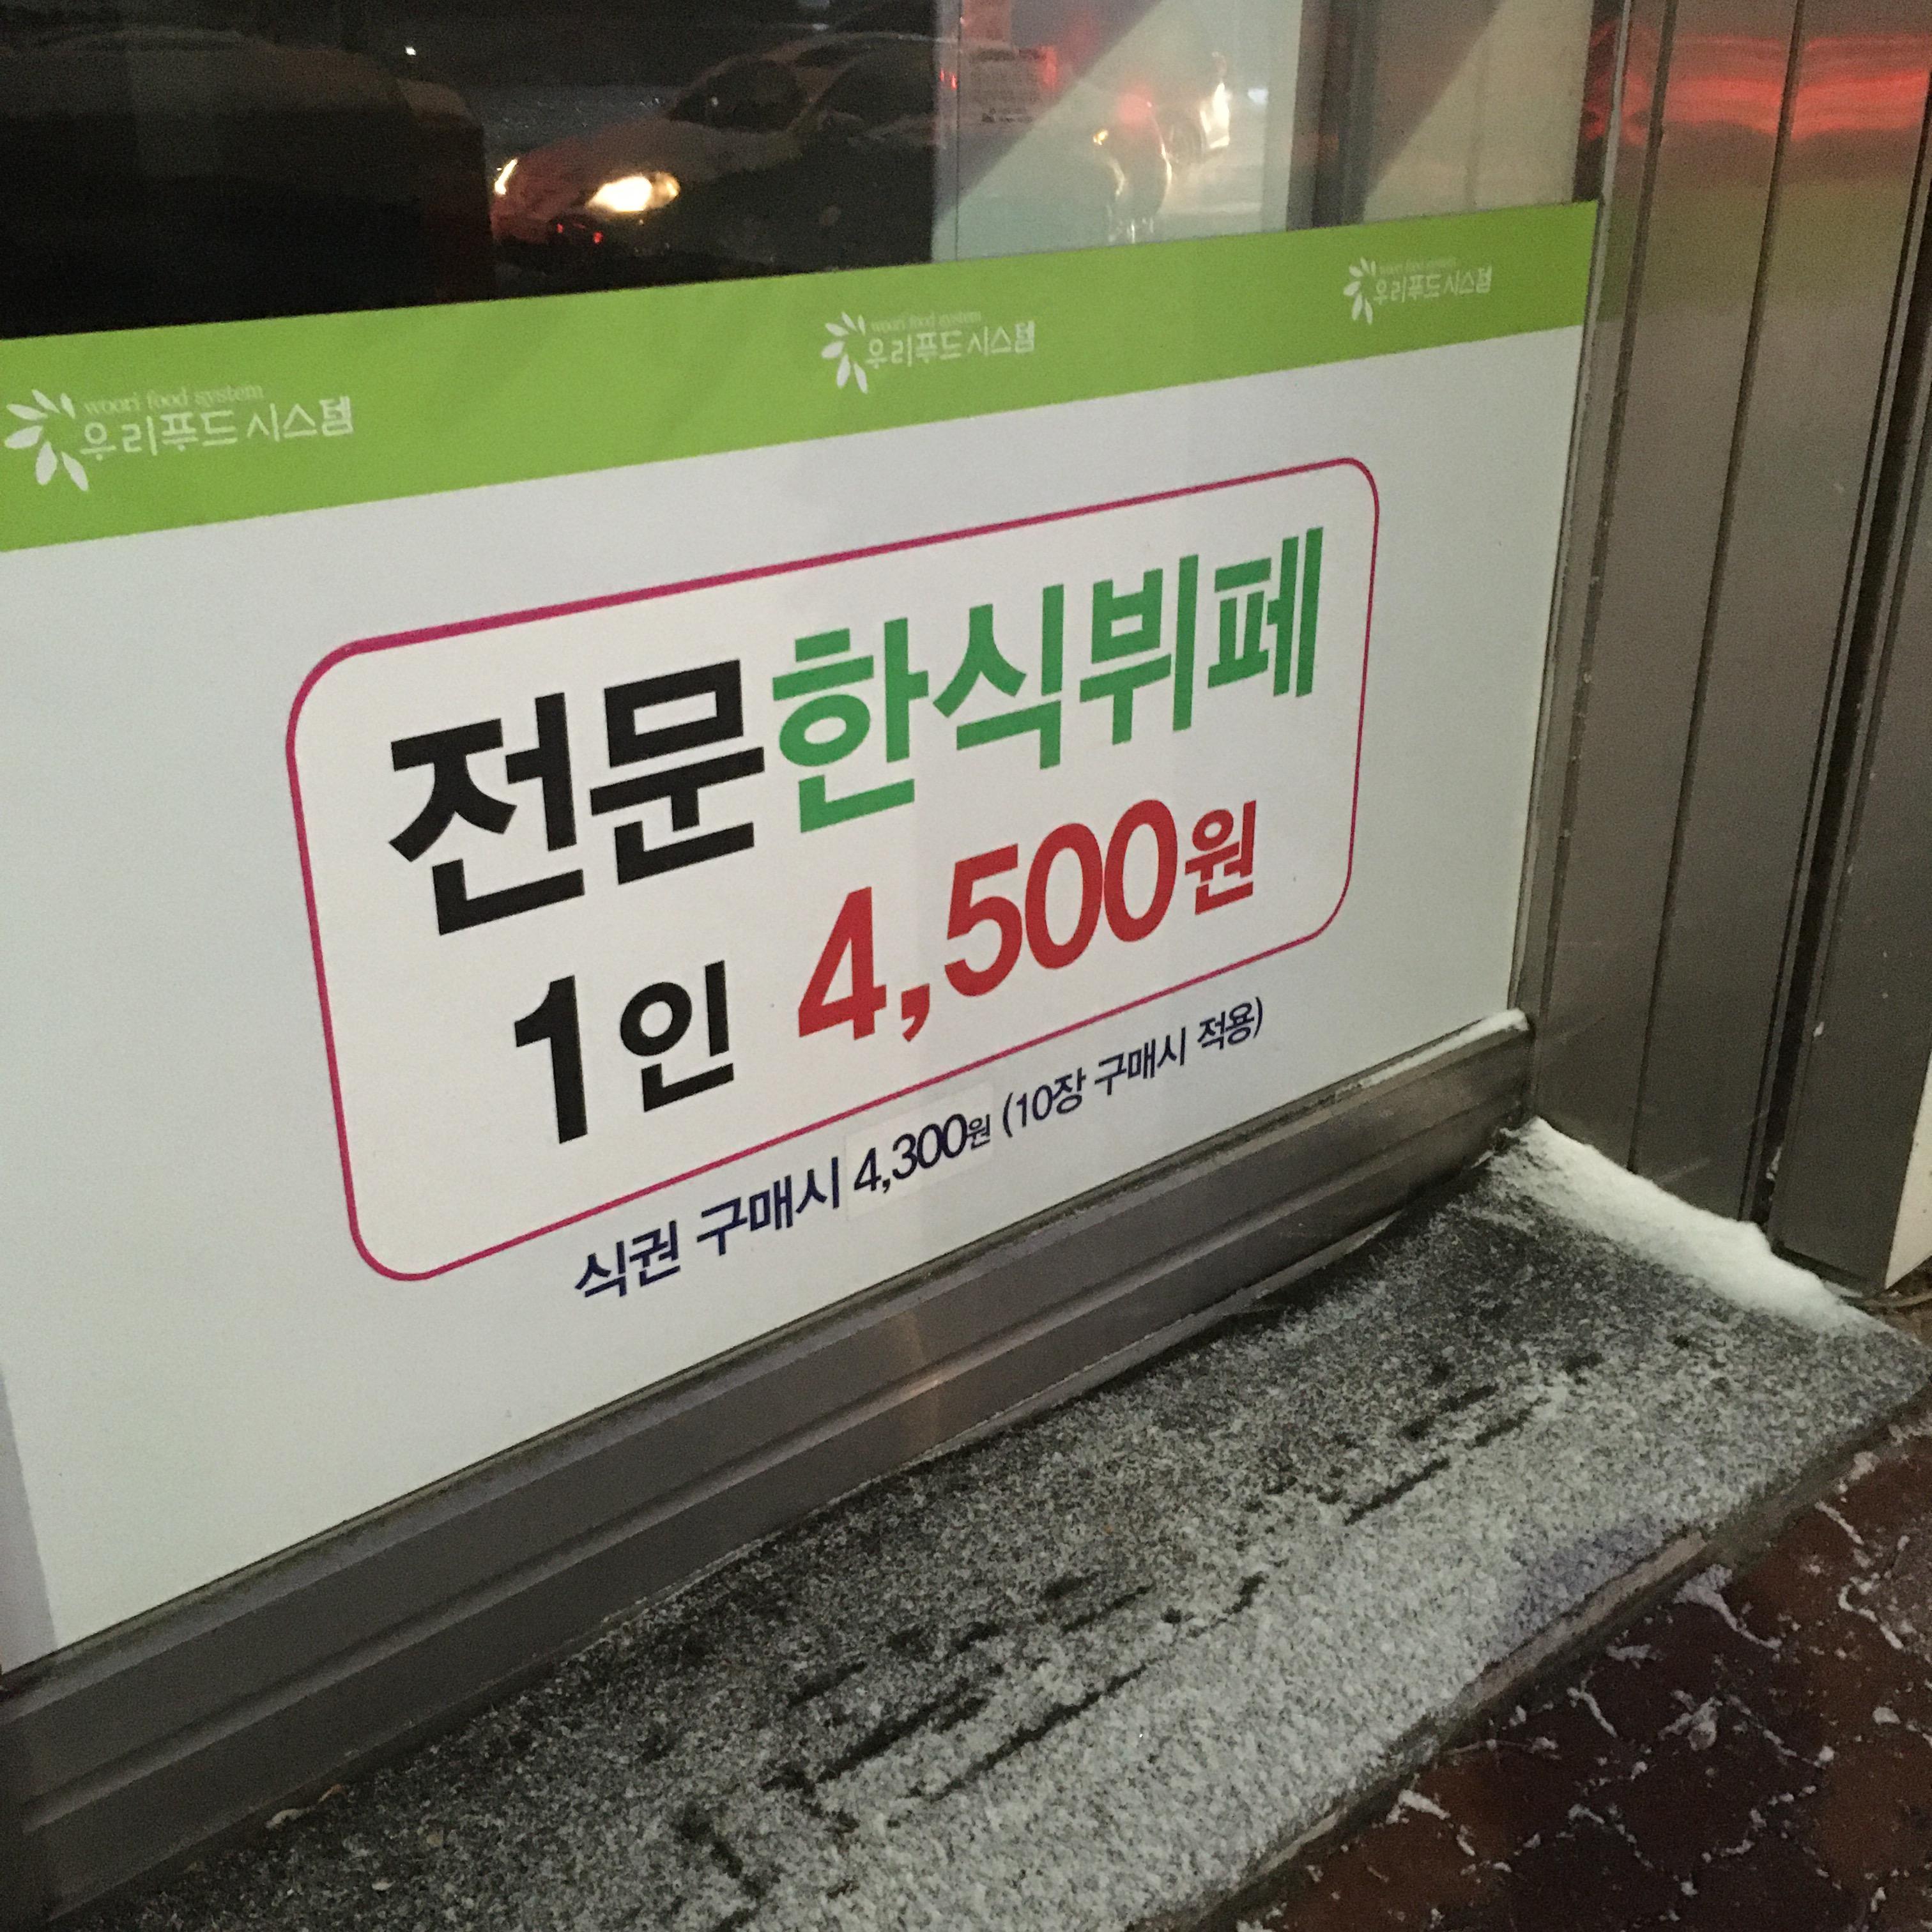 woori food system
우리푸드시스템
woori food system
우리푸드시스템
woori food system
우리푸드시스템
전문한식뷔페
1인 4,500원
식권 구매시 4,300원 (10장 구매시 적용)